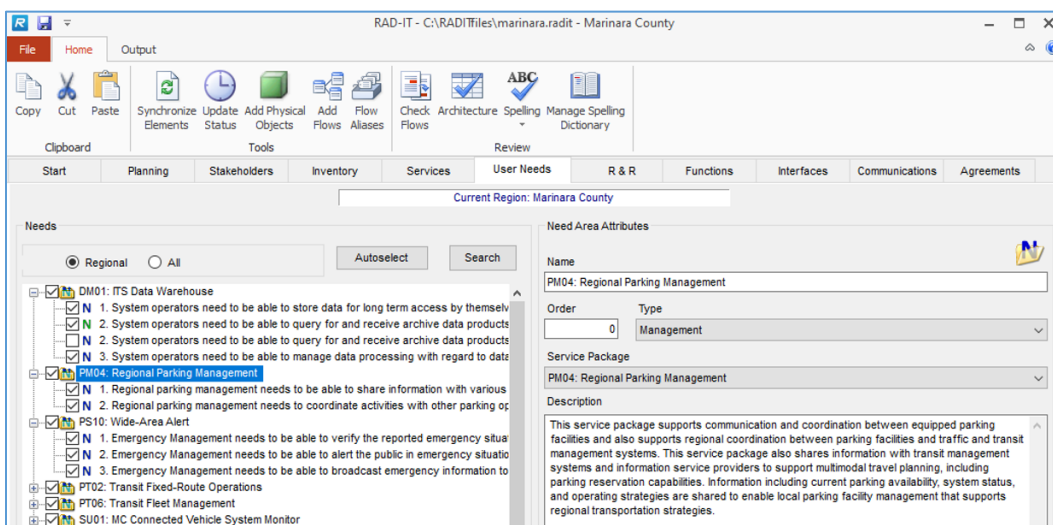 RAD-IT - C:\RADITfiles\marinara.radit - Marinara County
File Home Output
Copy Cut Paste Synchronize Elements Update Status Add Physical Objects Add Flows Flow Aliases Check Flows Architecture Spelling Manage Spelling Dictionary
ABC
Clipboard Tools Review
Start Planning Stakeholders Inventory Services User Needs R & R Functions Interfaces Communications Agreements
Current Region: Marinara County
Needs
Regional All Autoselect Search
DM01: ITS Data Warehouse
N 1. System operators need to be able to store data for long term access by themselv
N 2. System operators need to be able to query for and receive archive data products
N 2. System operators need to be able to query for and receive archive data products
N 3. System operators need to be able to manage data processing with regard to data
PM04: Regional Parking Management
N 1. Regional parking management needs to be able to share information with various
N 2. Regional parking management needs to coordinate activities with other parking op
PS10: Wide-Area Alert
N 1. Emergency Management needs to be able to verify the reported emergency situa
N 2. Emergency Management needs to be able to alert the public in emergency situatio
N 3. Emergency Management needs to be able to broadcast emergency information to
PT02: Transit Fixed-Route Operations
PT06: Transit Fleet Management
SU01: MC Connected Vehicle System Monitor
Need Area Attributes
Name
PM04: Regional Parking Management
Order Type
0 Management
Service Package
PM04: Regional Parking Management
Description
This service package supports communication and coordination between equipped parking
facilities and also supports regional coordination between parking facilities and traffic and transit
management systems. This service package also shares information with transit management
systems and information service providers to support multimodal travel planning, including
parking reservation capabilities. Information including current parking availability, system status,
and operating strategies are shared to enable local parking facility management that supports
regional transportation strategies.